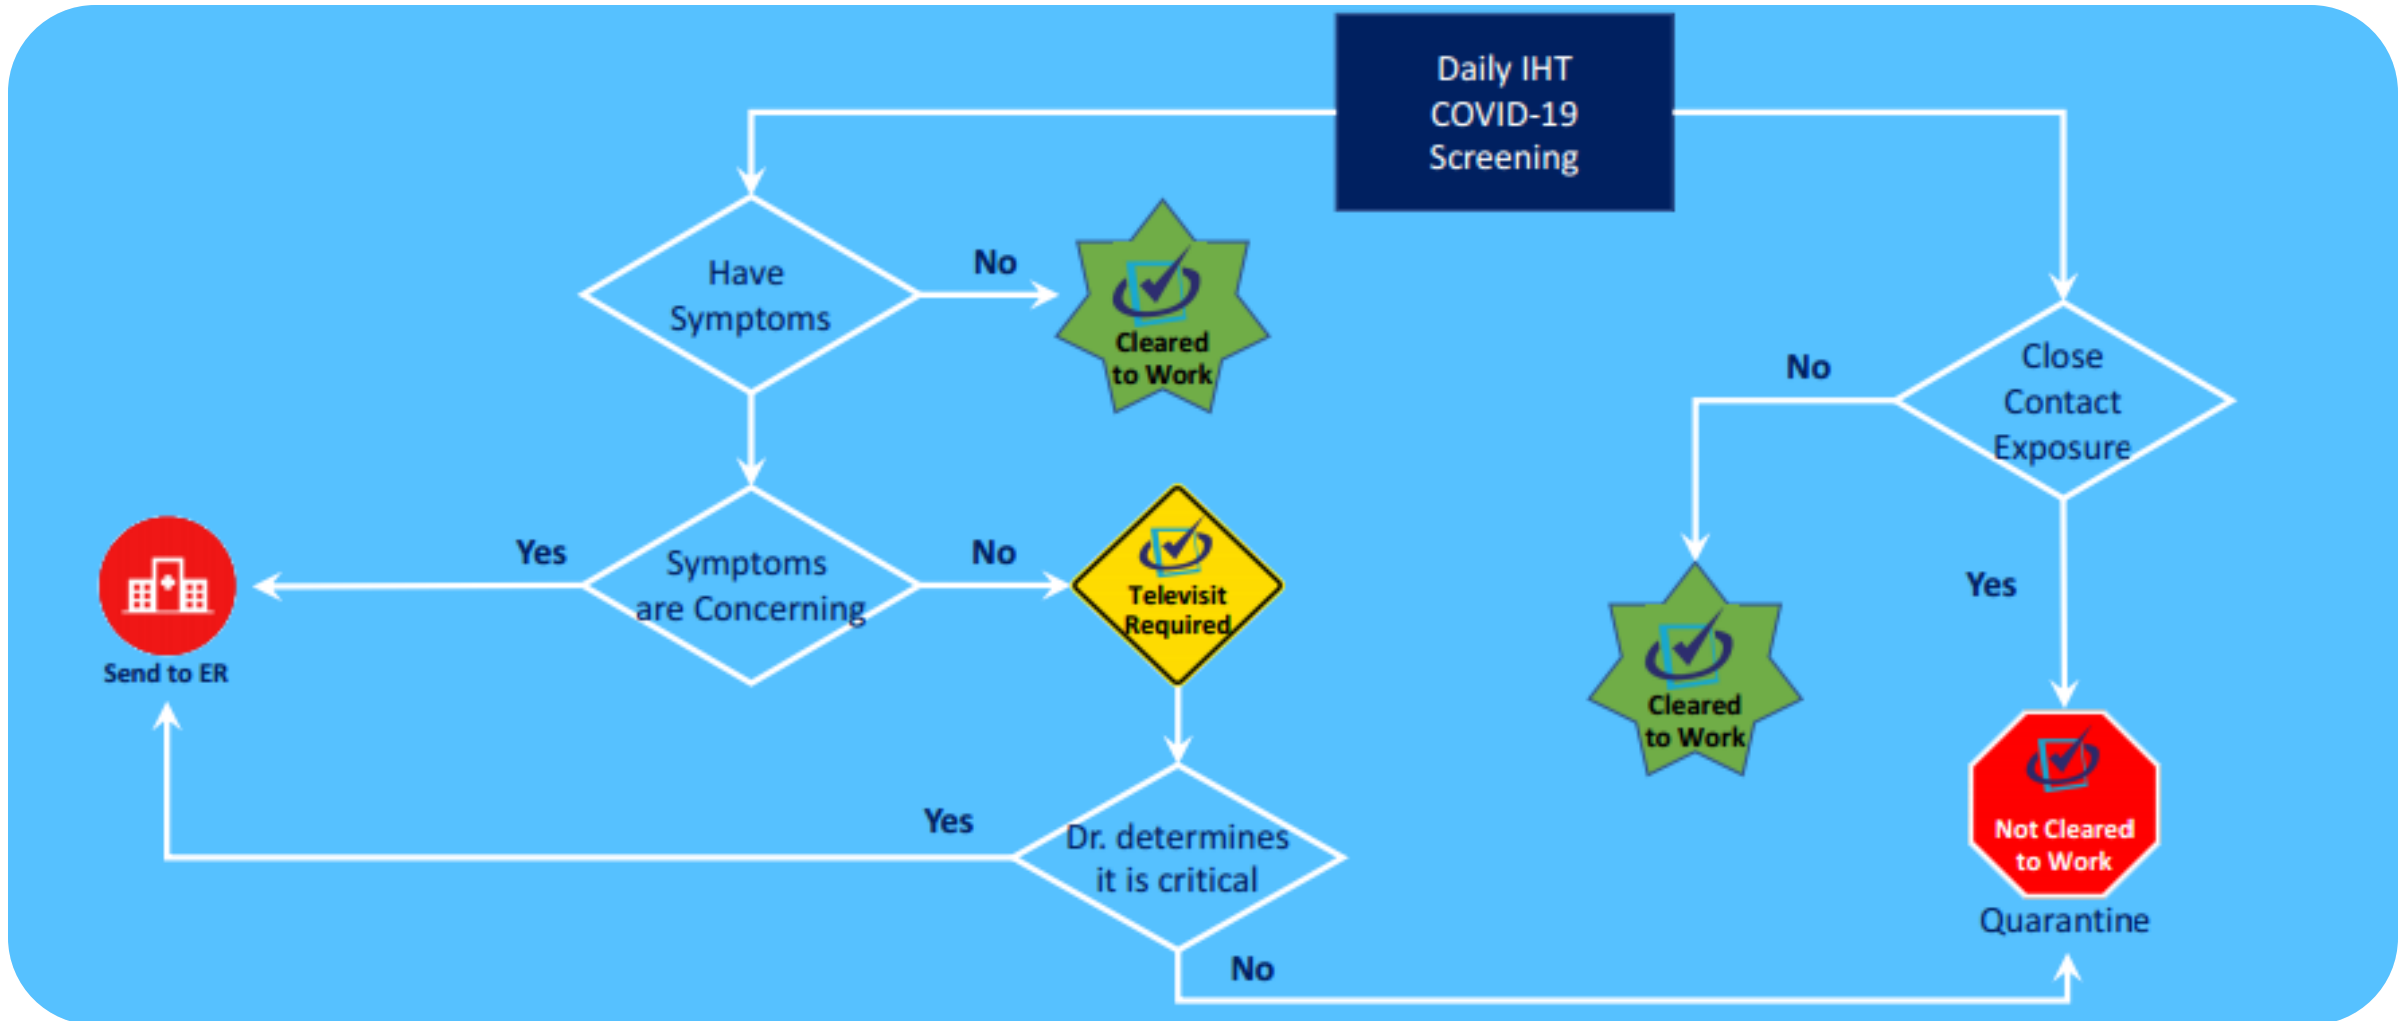 Daily IHT
COVID-19
Screening
Have
Symptoms
No
Cleared
to Work
No
Close
Contact
Exposure
Yes
Symptoms
are Concerning
No
Televisit
Required
Yes
Send to ER
Cleared
to Work
Yes
Dr. determines
it is critical
Not Cleared
to Work
Quarantine
No